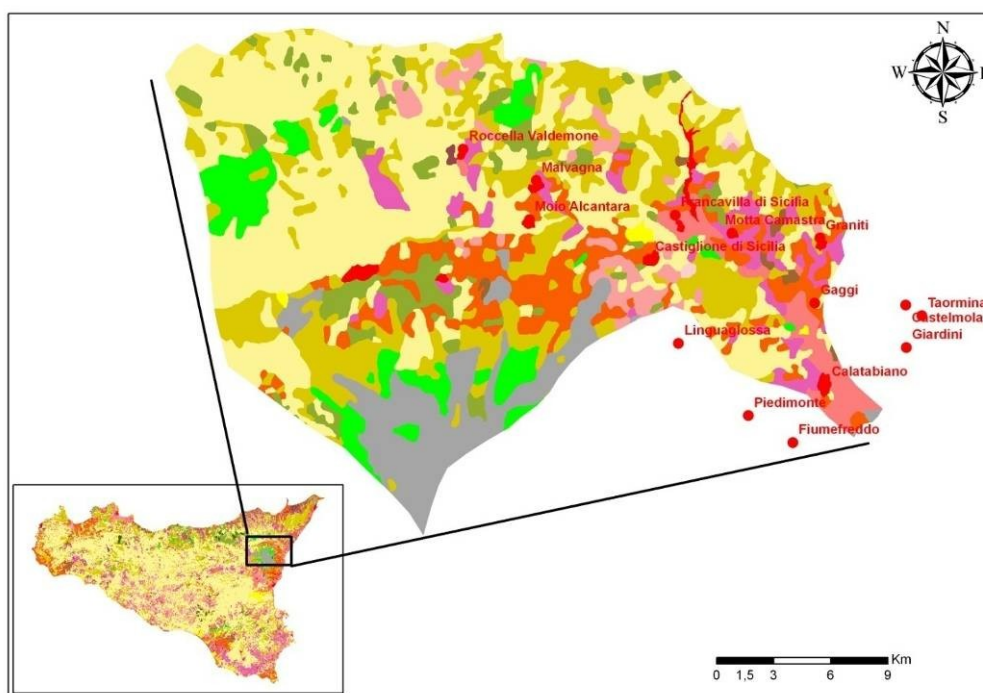 N
W
E
S
Roccella Valdemone
Malvagna
Moio Alcantara
Francavilla di Sicilia
Motta Camastra
Graniti
Castiglione di Sicilia
Gaggi
Taormina
Castelmola
Giardini
Linguaglossa
Calatabiano
Piedimonte
Fiumefreddo
Km
0 1,5 3 6 9